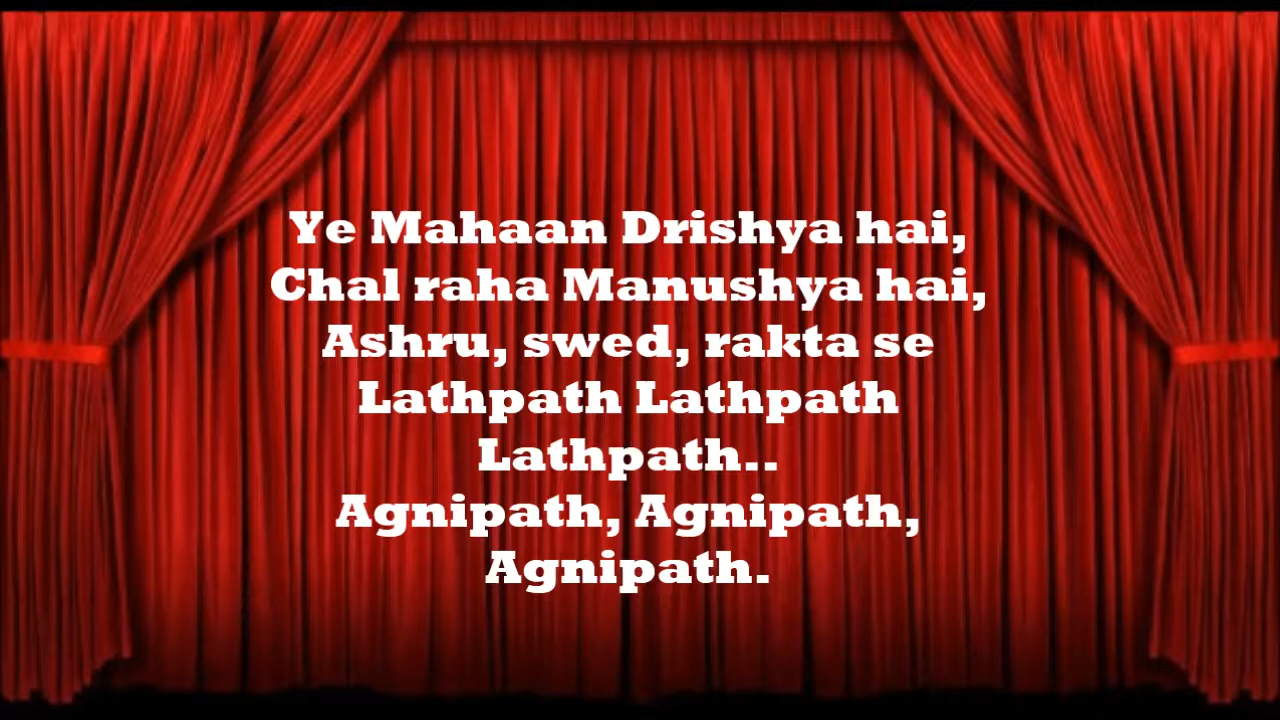 Ye Mahaan Drishya hai,
Chal raha Manushya hai,
Ashru, swed, rakta se
Lathpath Lathpath
Lathpath..
Agnipath, Agnipath,
Agnipath.